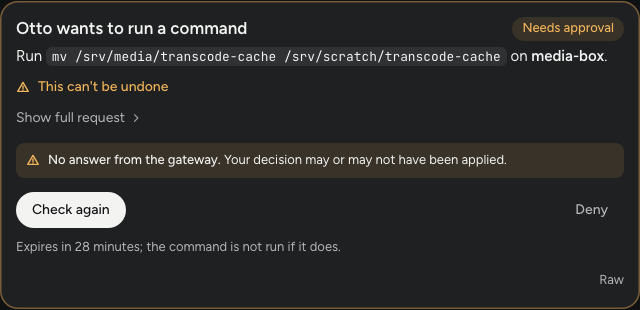 Otto wants to run a command
Needs approval
Run mv /srv/media/transcode-cache /srv/scratch/transcode-cache on media-box.
This can't be undone
Show full request
No answer from the gateway. Your decision may or may not have been applied.
Check again
Deny
Expires in 28 minutes; the command is not run if it does.
Raw